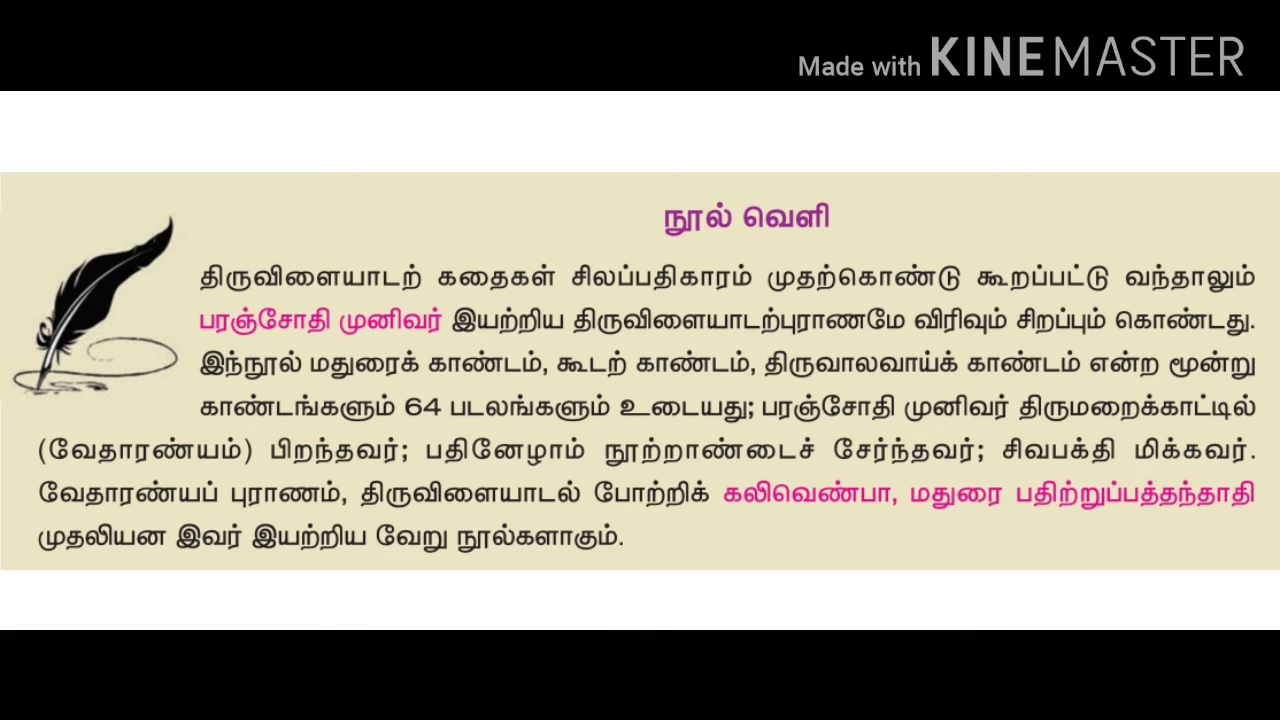 Made with KINEMASTER
நூல் வெளி
திருவிளையாடற் கதைகள் சிலப்பதிகாரம் முதற்கொண்டு கூறப்பட்டு வந்தாலும்
பரஞ்சோதி முனிவர் இயற்றிய திருவிளையாடற்புராணமே விரிவும் சிறப்பும் கொண்டது.
இந்நூல் மதுரைக் காண்டம், கூடற் காண்டம், திருவாலவாய்க் காண்டம் என்ற மூன்று
காண்டங்களும் 64 படலங்களும் உடையது; பரஞ்சோதி முனிவர் திருமறைக்காட்டில்
(வேதாரண்யம்) பிறந்தவர்; பதினேழாம் நூற்றாண்டைச் சேர்ந்தவர்; சிவபக்தி மிக்கவர்.
வேதாரண்யப் புராணம், திருவிளையாடல் போற்றிக் கலிவெண்பா, மதுரை பதிற்றுப்பத்தந்தாதி
முதலியன இவர் இயற்றிய வேறு நூல்களாகும்.